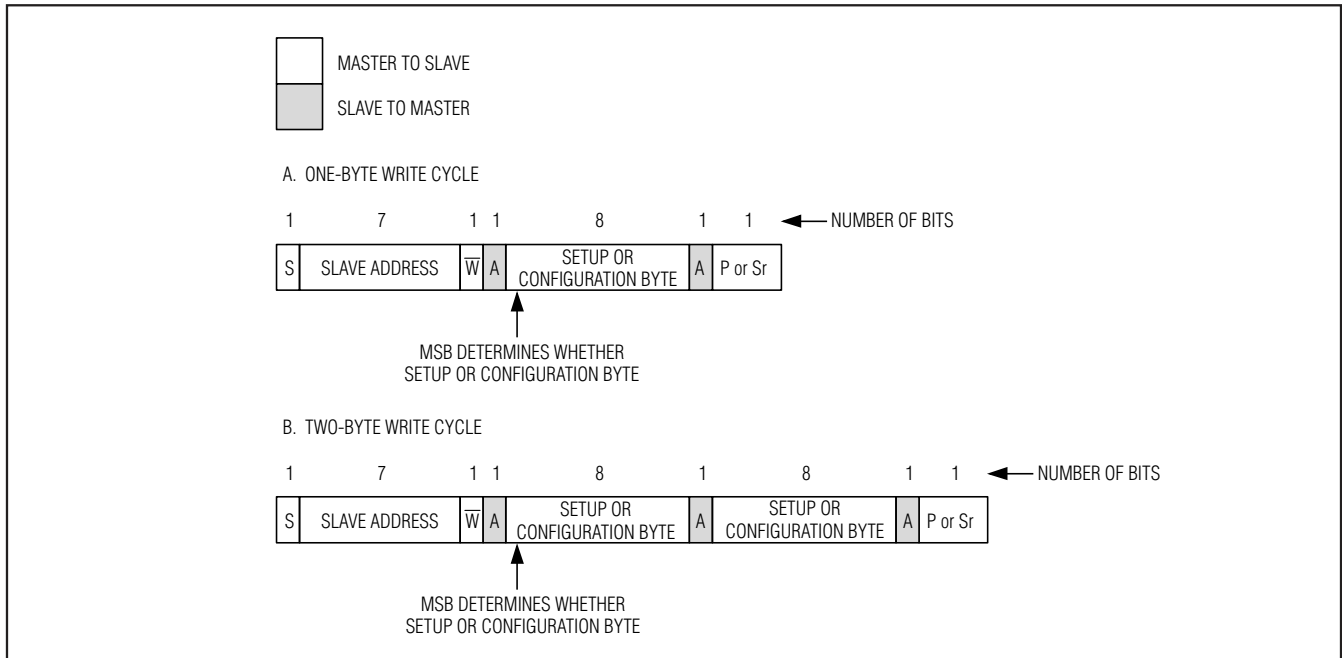 MASTER TO SLAVE
SLAVE TO MASTER
A. ONE-BYTE WRITE CYCLE
1 7 1 1 8 1 1 NUMBER OF BITS
S SLAVE ADDRESS W̅ A SETUP OR CONFIGURATION BYTE A P or Sr
MSB DETERMINES WHETHER
SETUP OR CONFIGURATION BYTE
B. TWO-BYTE WRITE CYCLE
1 7 1 1 8 1 8 1 1 NUMBER OF BITS
S SLAVE ADDRESS W̅ A SETUP OR CONFIGURATION BYTE A SETUP OR CONFIGURATION BYTE A P or Sr
MSB DETERMINES WHETHER
SETUP OR CONFIGURATION BYTE